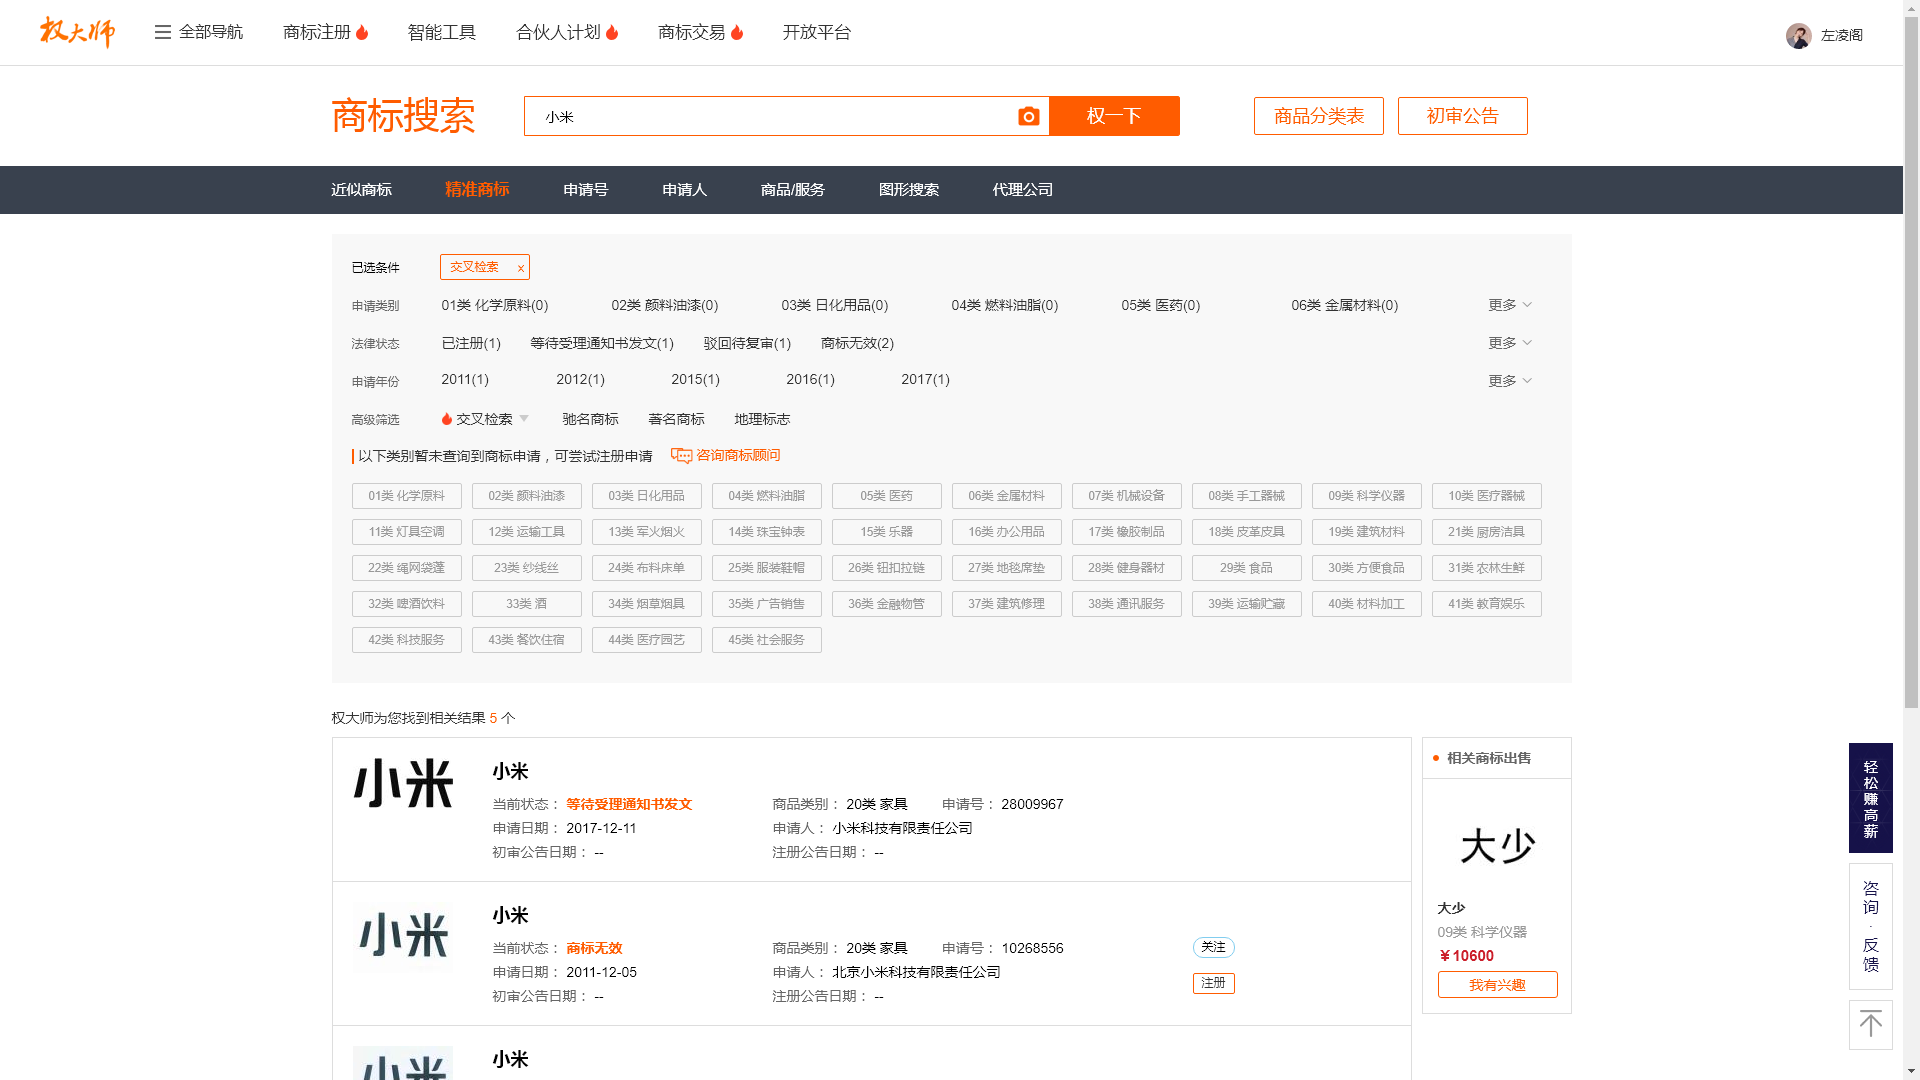 权大师 全部导航 商标注册 智能工具 合伙人计划 商标交易 开放平台 左凌阁
商标搜索 小米 权一下 商品分类表 初审公告
近似商标 精准商标 申请号 申请人 商品/服务 图形搜索 代理公司
已选条件 交叉检索 x
申请类别 01类 化学原料(0) 02类 颜料油漆(0) 03类 日化用品(0) 04类 燃料油脂(0) 05类 医药(0) 06类 金属材料(0) 更多
法律状态 已注册(1) 等待受理通知书发文(1) 驳回待复审(1) 商标无效(2) 更多
申请年份 2011(1) 2012(1) 2015(1) 2016(1) 2017(1) 更多
高级筛选 交叉检索 驰名商标 著名商标 地理标志
以下类别暂未查询到商标申请，可尝试注册申请 咨询商标顾问
01类 化学原料 02类 颜料油漆 03类 日化用品 04类 燃料油脂 05类 医药 06类 金属材料 07类 机械设备 08类 手工器械 09类 科学仪器 10类 医疗器械
11类 灯具空调 12类 运输工具 13类 军火烟火 14类 珠宝钟表 15类 乐器 16类 办公用品 17类 橡胶制品 18类 皮革皮具 19类 建筑材料 21类 厨房洁具
22类 绳网袋蓬 23类 纱线丝 24类 布料床单 25类 服装鞋帽 26类 钮扣拉链 27类 地毯席垫 28类 健身器材 29类 食品 30类 方便食品 31类 农林生鲜
32类 啤酒饮料 33类 酒 34类 烟草烟具 35类 广告销售 36类 金融物管 37类 建筑修理 38类 通讯服务 39类 运输贮藏 40类 材料加工 41类 教育娱乐
42类 科技服务 43类 餐饮住宿 44类 医疗园艺 45类 社会服务
权大师为您找到相关结果 5 个
小米 小米
当前状态： 等待受理通知书发文 商品类别： 20类 家具 申请号： 28009967
申请日期： 2017-12-11 申请人： 小米科技有限责任公司
初审公告日期： -- 注册公告日期： --
小米 小米
当前状态： 商标无效 商品类别： 20类 家具 申请号： 10268556 关注
申请日期： 2011-12-05 申请人： 北京小米科技有限责任公司 注册
初审公告日期： -- 注册公告日期： --
小米 小米
相关商标出售
大少
大少
09类 科学仪器
￥10600
我有兴趣
轻松赚高薪
咨询·反馈